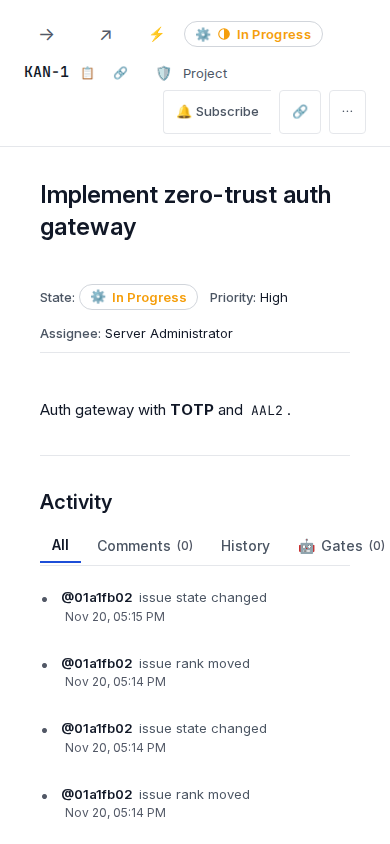 → ↗ ⚡ ⚙️ In Progress
KAN-1 📋 🔗 🛡️ Project
🔔 Subscribe 🔗 ...
Implement zero-trust auth
gateway
State: ⚙️ In Progress Priority: High
Assignee: Server Administrator
Auth gateway with TOTP and AAL2.
Activity
All Comments (0) History 🤖 Gates (0)
• @01a1fb02 issue state changed
Nov 20, 05:15 PM
• @01a1fb02 issue rank moved
Nov 20, 05:14 PM
• @01a1fb02 issue state changed
Nov 20, 05:14 PM
• @01a1fb02 issue rank moved
Nov 20, 05:14 PM